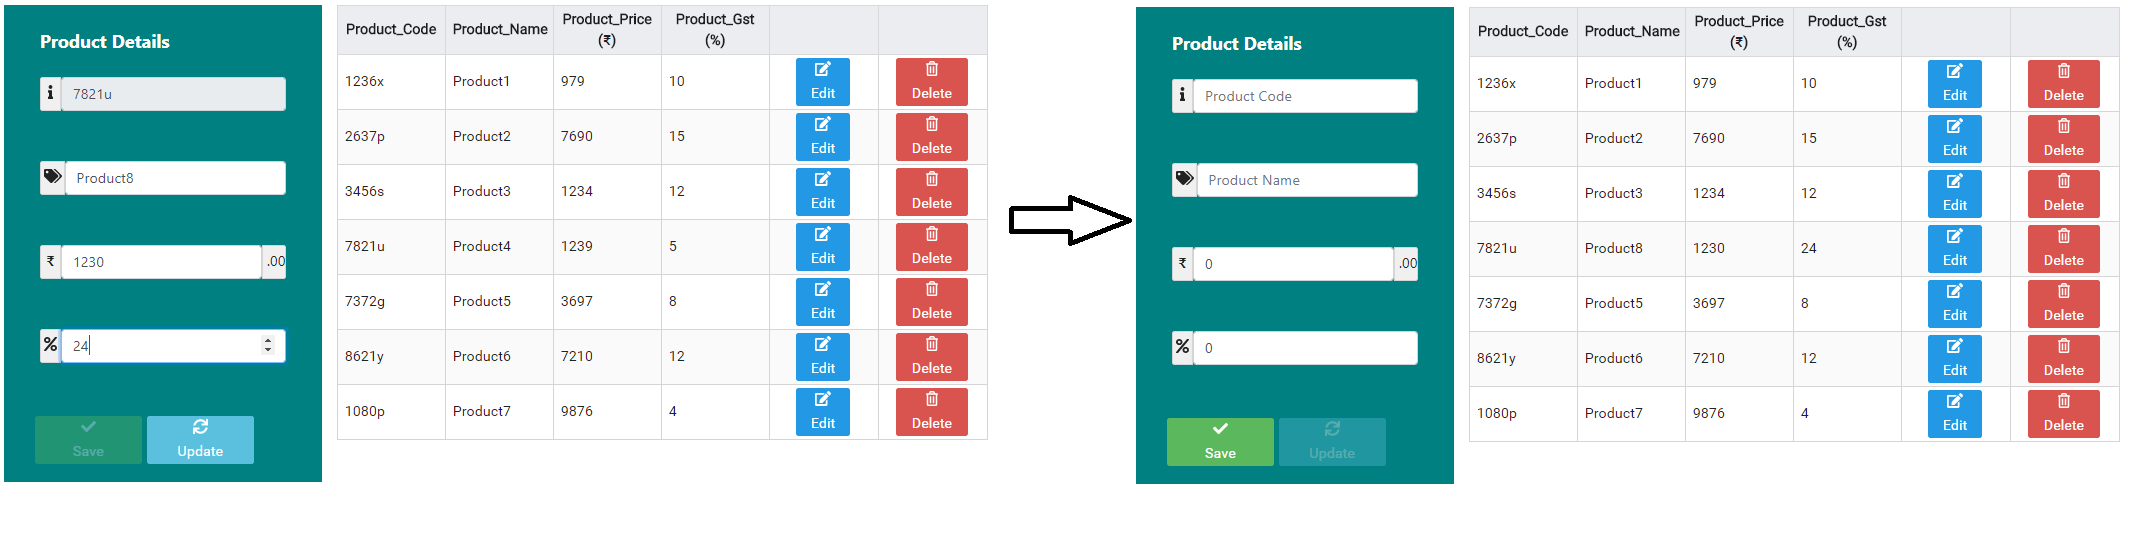 Product Details
7821u
Product8
₹ 1230 .00
% 24
Save Update
Product_Code Product_Name Product_Price (₹) Product_Gst (%)
1236x Product1 979 10 Edit Delete
2637p Product2 7690 15 Edit Delete
3456s Product3 1234 12 Edit Delete
7821u Product4 1239 5 Edit Delete
7372g Product5 3697 8 Edit Delete
8621y Product6 7210 12 Edit Delete
1080p Product7 9876 4 Edit Delete
Product Details
Product Code
Product Name
₹ 0 .00
% 0
Save Update
Product_Code Product_Name Product_Price (₹) Product_Gst (%)
1236x Product1 979 10 Edit Delete
2637p Product2 7690 15 Edit Delete
3456s Product3 1234 12 Edit Delete
7821u Product8 1230 24 Edit Delete
7372g Product5 3697 8 Edit Delete
8621y Product6 7210 12 Edit Delete
1080p Product7 9876 4 Edit Delete